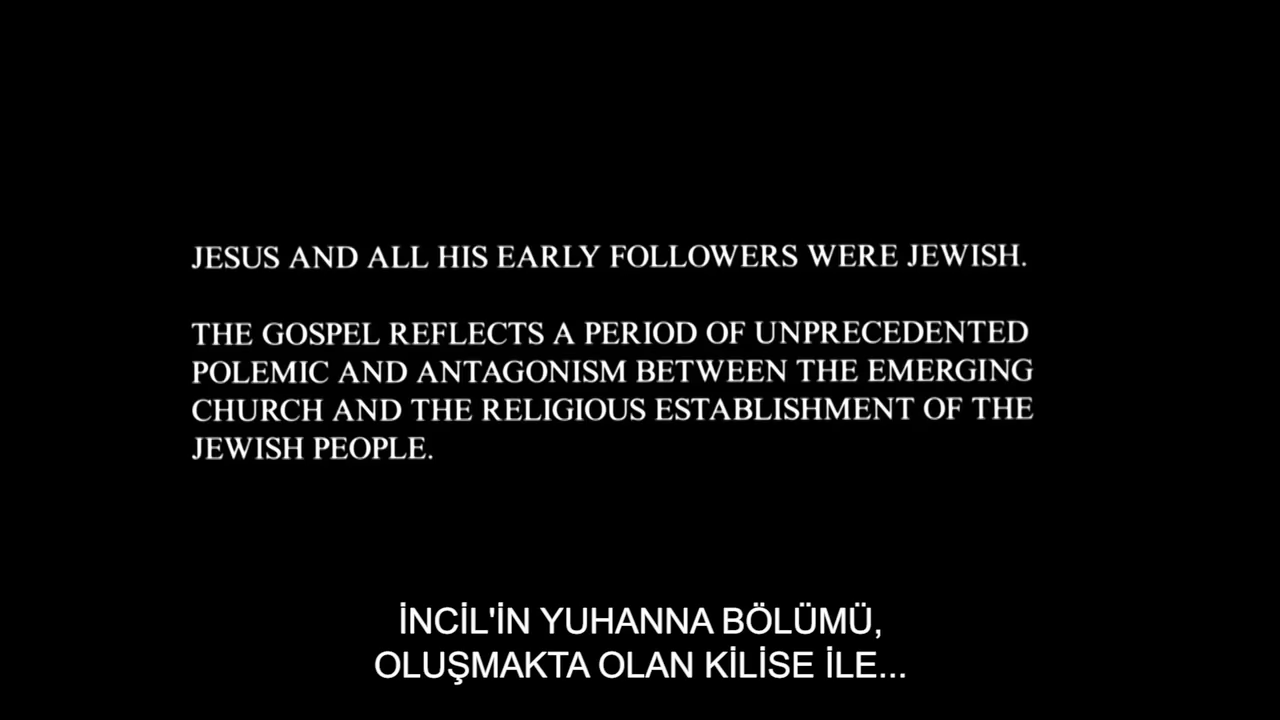 JESUS AND ALL HIS EARLY FOLLOWERS WERE JEWISH.
THE GOSPEL REFLECTS A PERIOD OF UNPRECEDENTED
POLEMIC AND ANTAGONISM BETWEEN THE EMERGING
CHURCH AND THE RELIGIOUS ESTABLISHMENT OF THE
JEWISH PEOPLE.
İNCİL'İN YUHANNA BÖLÜMÜ,
OLUŞMAKTA OLAN KİLİSE İLE...